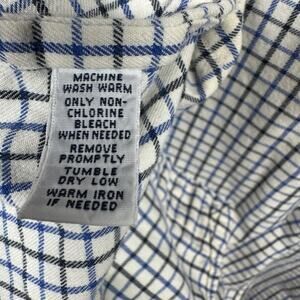 MACHINE
WASH WARM
ONLY NON-
CHLORINE
BLEACH
WHEN NEEDED
REMOVE
PROMPTLY
TUMBLE
DRY LOW
WARM IRON
IF NEEDED